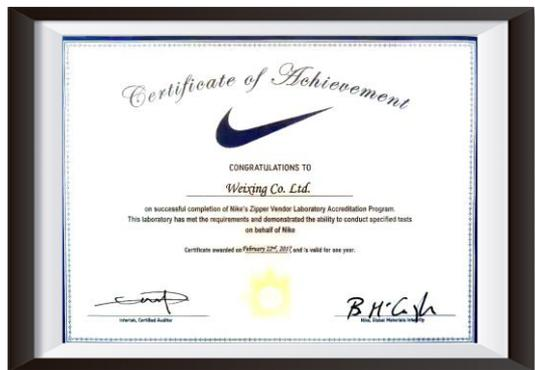 Certificate of Achievement
CONGRATULATIONS TO
Weixing Co. Ltd.
on successful completion of Nike's Zipper Vendor Laboratory Accreditation Program.
This laboratory has met the requirements and demonstrated the ability to conduct specified tests
on behalf of Nike
Certificate awarded on February 22nd, 2017, and is valid for one year.
Intertek, Certified Auditor
Nike, Global Materials Integrity